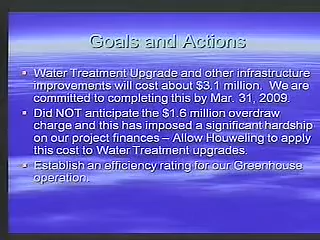 Goals and Actions
Water Treatment Upgrade and other infrastructure
improvements will cost about $3.1 million. We are
committed to completing this by Mar. 31, 2009.
Did NOT anticipate the $1.6 million overdraw
charge and this has imposed a significant hardship
on our project finances – Allow Houweling to apply
this cost to Water Treatment upgrades.
Establish an efficiency rating for our Greenhouse
operation.